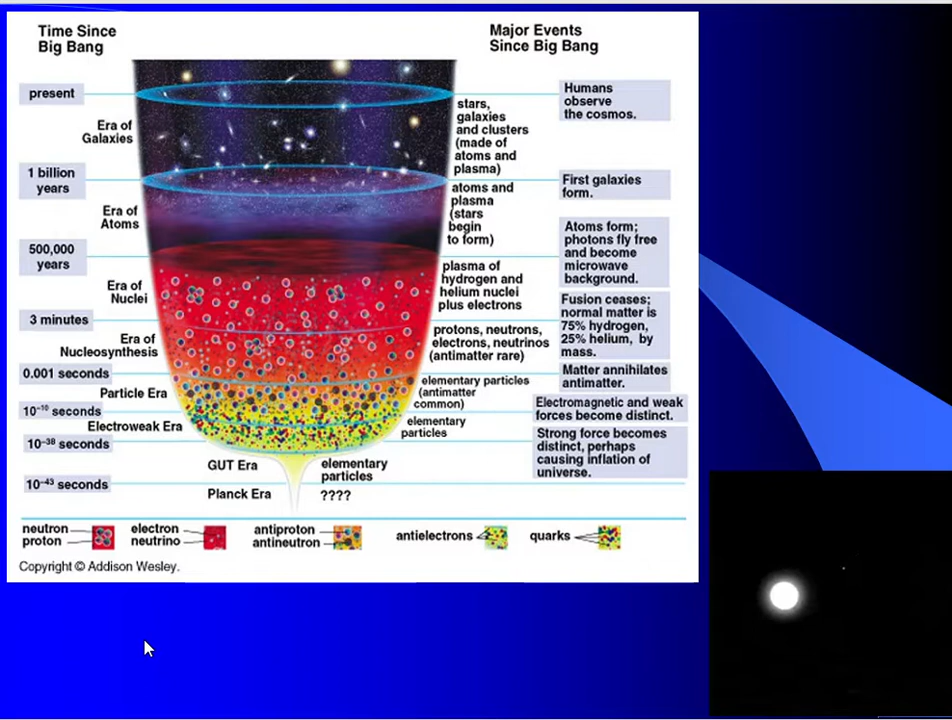 Time Since
Big Bang
Major Events
Since Big Bang
present
Humans
observe
the cosmos.
stars,
galaxies
and clusters
(made of
atoms and
plasma)
Era of
Galaxies
1 billion
years
First galaxies
form.
atoms and
plasma
(stars
begin
to form)
Era of
Atoms
Atoms form;
photons fly free
and become
microwave
background.
500,000
years
plasma of
hydrogen and
helium nuclei
plus electrons
Era of
Nuclei
Fusion ceases;
normal matter is
75% hydrogen,
25% helium, by
mass.
3 minutes
protons, neutrons,
electrons, neutrinos
(antimatter rare)
Era of
Nucleosynthesis
0.001 seconds
Matter annihilates
antimatter.
elementary particles
(antimatter
common)
Particle Era
Electromagnetic and weak
forces become distinct.
10⁻¹⁰ seconds
elementary
particles
Electroweak Era
Strong force becomes
distinct, perhaps
causing inflation of
universe.
10⁻³⁸ seconds
GUT Era
elementary
particles
10⁻⁴³ seconds
Planck Era
????
neutron
proton
electron
neutrino
antiproton
antineutron
antielectrons
quarks
Copyright © Addison Wesley.